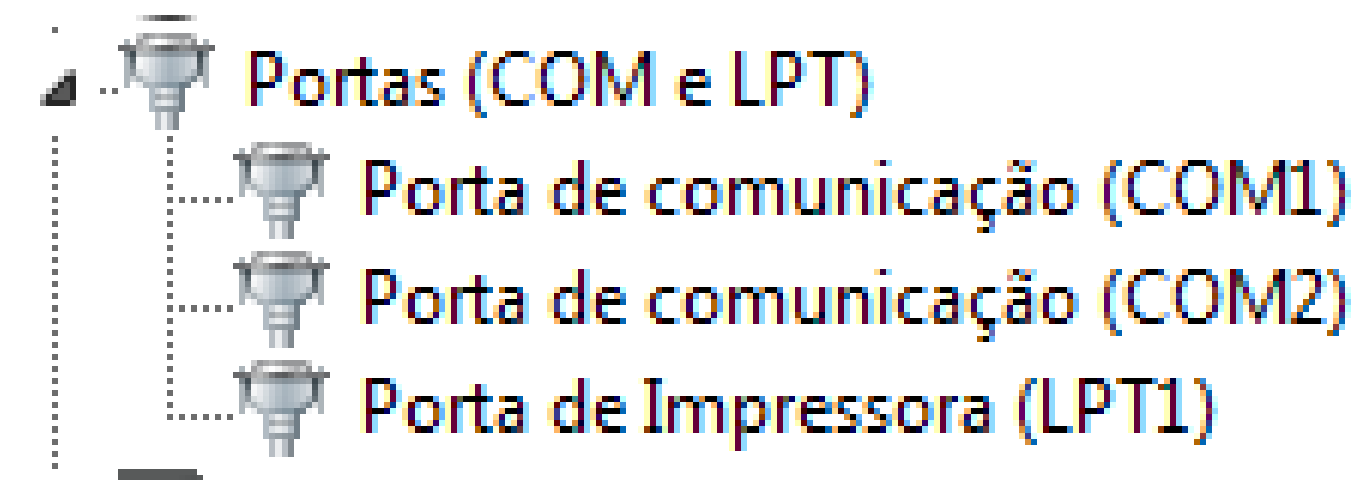 Portas (COM e LPT)
Porta de comunicação (COM1)
Porta de comunicação (COM2)
Porta de Impressora (LPT1)